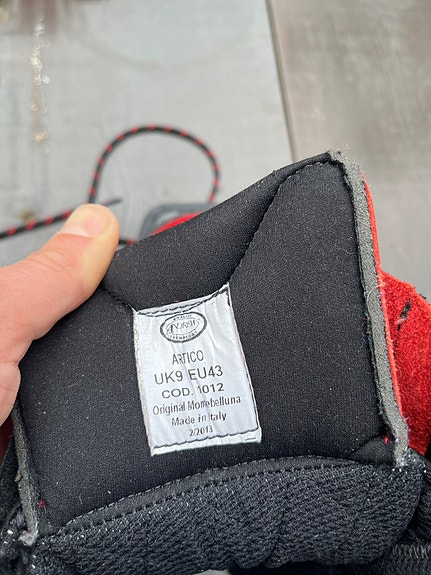 ARTICO
UK9 EU43
COD. 1012
Original Montebelluna
Made in Italy
2/2013